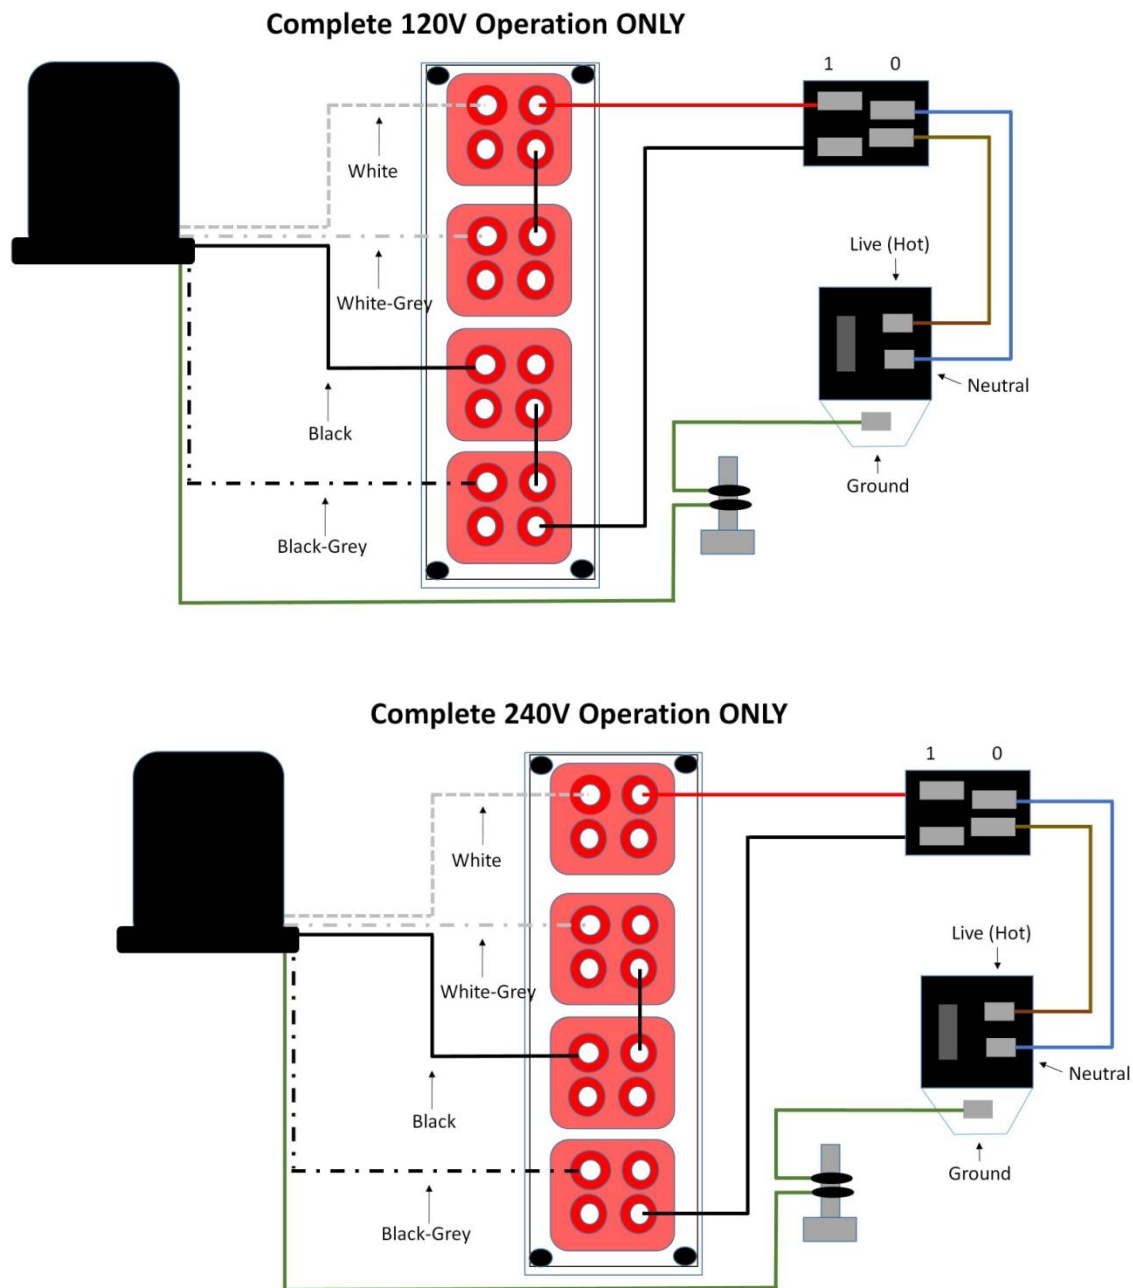 Complete 120V Operation ONLY
1 0
White
Live (Hot)
White-Grey
Neutral
Black
Ground
Black-Grey
Complete 240V Operation ONLY
1 0
White
Live (Hot)
White-Grey
Neutral
Black
Ground
Black-Grey